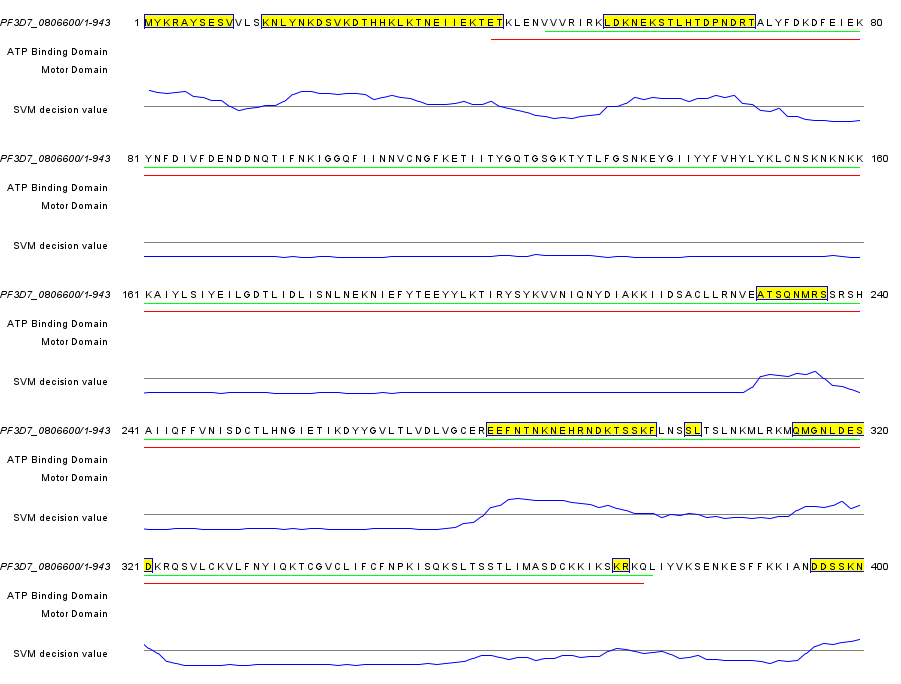 PF3D7_0806600/1-943 1 MYKRAYSESVVLSKNLYNKDSVKDTHHKLKTNEIIEKTETKLENVVVRIRKLDKNEKSTLHTDPNDRTALYFDKDFEIEK 80
ATP Binding Domain
Motor Domain
SVM decision value
PF3D7_0806600/1-943 81 YNFDIVFDENDDNQTIFNKIGGQFIINNVCNGFKETIITYGQTGSGKTYTLFGSNKEYGIIYYFVHYLYKLCNSKNKNKK 160
ATP Binding Domain
Motor Domain
SVM decision value
PF3D7_0806600/1-943 161 KAIYLSIYEILGDTLIDLISNLNEKNIEFYTEEYYLKTIRYSYKVVNIQNYDIAKKIIDSACLLRNVEATSQNMRSSRSH 240
ATP Binding Domain
Motor Domain
SVM decision value
PF3D7_0806600/1-943 241 AIIQFFVNISDCTLHNGIETIKDYYGVLTLVDLVGCEREEFNTNKNEHRNDKTSSKFLNSSLTSLNKMLRKMQMGNLDES 320
ATP Binding Domain
Motor Domain
SVM decision value
PF3D7_0806600/1-943 321 DKRQSVLCKVLFNYIQKTCGVCLIFCFNPKISQKSLTSSTLIMASDCKKIKSKRKQLIYVKSENKESFFKKIANDDSSKN 400
ATP Binding Domain
Motor Domain
SVM decision value